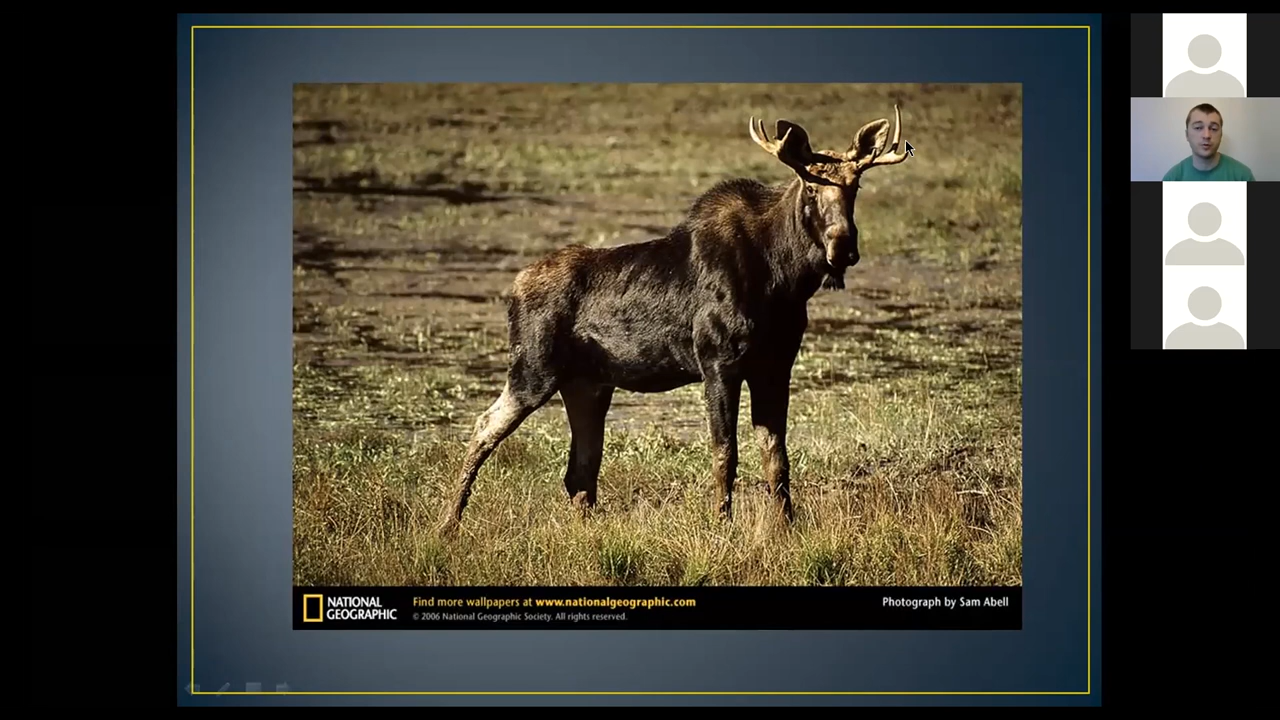 NATIONAL
GEOGRAPHIC
Find more wallpapers at www.nationalgeographic.com
© 2006 National Geographic Society. All rights reserved.
Photograph by Sam Abell